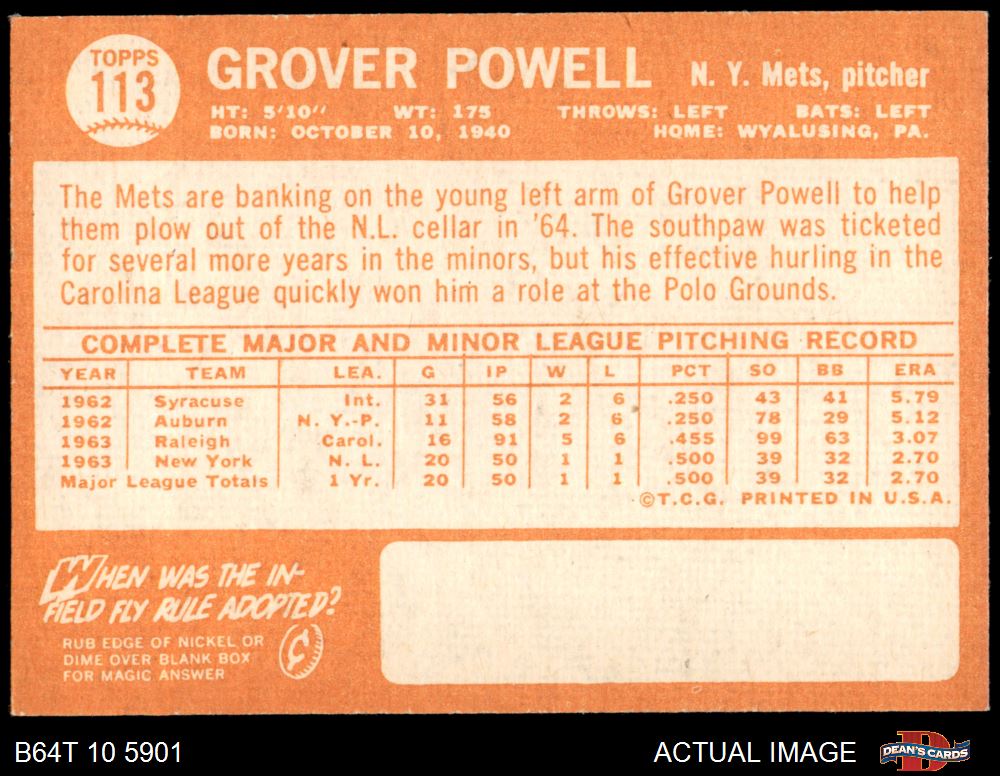 TOPPS
113
GROVER POWELL N. Y. Mets, pitcher
HT: 5'10" WT: 175 THROWS: LEFT BATS: LEFT
BORN: OCTOBER 10, 1940 HOME: WYALUSING, PA.
The Mets are banking on the young left arm of Grover Powell to help
them plow out of the N.L. cellar in '64. The southpaw was ticketed
for several more years in the minors, but his effective hurling in the
Carolina League quickly won him a role at the Polo Grounds.
COMPLETE MAJOR AND MINOR LEAGUE PITCHING RECORD
YEAR TEAM LEA. G IP W L PCT SO BB ERA
1962 Syracuse Int. 31 56 2 6 .250 43 41 5.79
1962 Auburn N. Y.-P. 11 58 2 6 .250 78 29 5.12
1963 Raleigh Carol. 16 91 5 6 .455 99 63 3.07
1963 New York N. L. 20 50 1 1 .500 39 32 2.70
Major League Totals 1 Yr. 20 50 1 1 .500 39 32 2.70
©T.C.G. PRINTED IN U.S.A.
WHEN WAS THE IN-
FIELD FLY RULE ADOPTED?
RUB EDGE OF NICKEL OR
DIME OVER BLANK BOX
FOR MAGIC ANSWER
¢
B64T 10 5901 ACTUAL IMAGE D DEAN'S CARDS